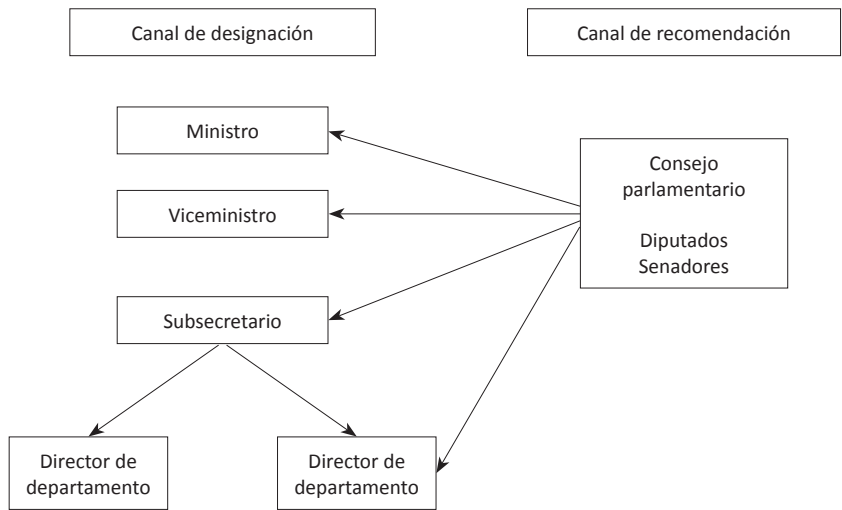 Canal de designación
Canal de recomendación
Ministro
Viceministro
Subsecretario
Consejo
parlamentario
Diputados
Senadores
Director de
departamento
Director de
departamento